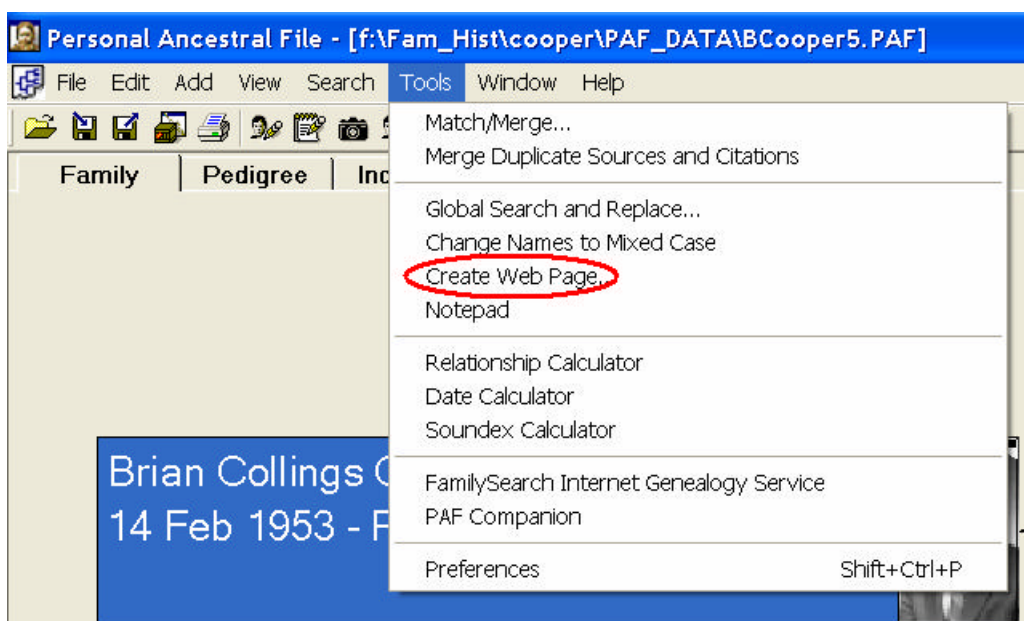 Personal Ancestral File - [f:\Fam_Hist\cooper\PAF_DATA\BCooper5.PAF]
File Edit Add View Search Tools Window Help
Match/Merge...
Merge Duplicate Sources and Citations
Family Pedigree
Global Search and Replace...
Change Names to Mixed Case
Create Web Page...
Notepad
Relationship Calculator
Date Calculator
Soundex Calculator
Brian Collings
14 Feb 1953 -
FamilySearch Internet Genealogy Service
PAF Companion
Preferences Shift+Ctrl+P